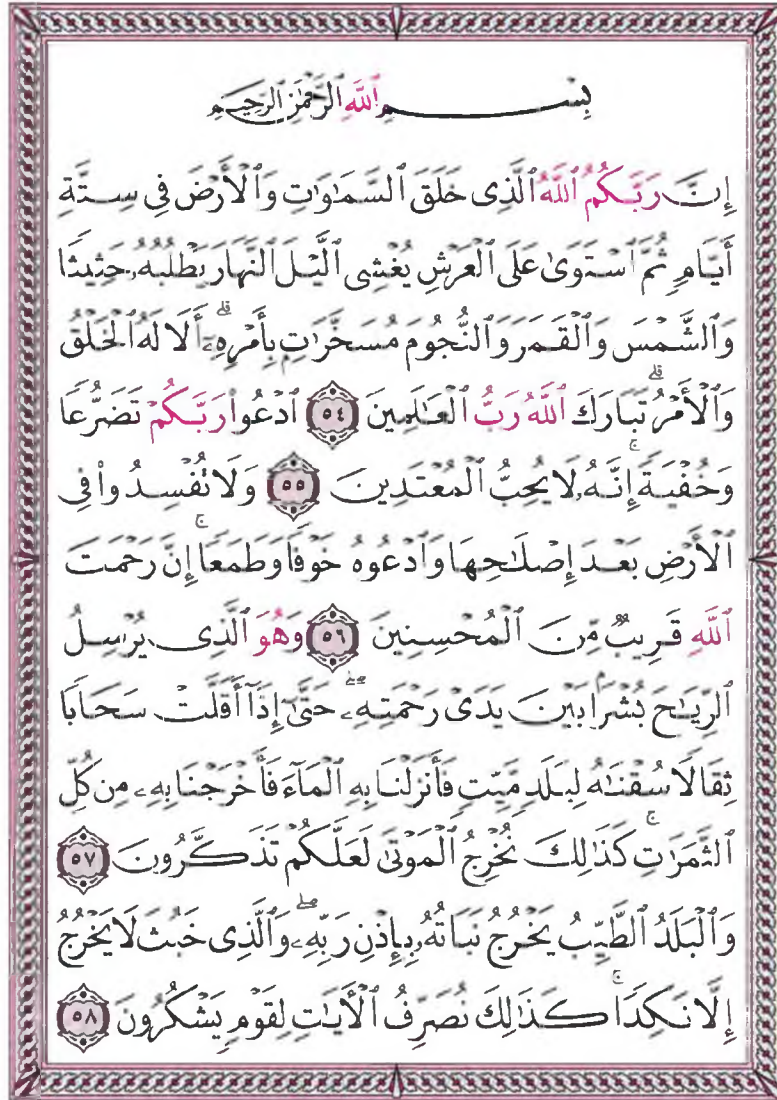 بِسْمِ ٱللَّهِ ٱلرَّحْمَٰنِ ٱلرَّحِيمِ
إِنَّ رَبَّكُمُ ٱللَّهُ ٱلَّذِى خَلَقَ ٱلسَّمَٰوَٰتِ وَٱلْأَرْضَ فِى سِتَّةِ
أَيَّامٍ ثُمَّ ٱسْتَوَىٰ عَلَى ٱلْعَرْشِ يُغْشِى ٱلَّيْلَ ٱلنَّهَارَ يَطْلُبُهُۥ حَثِيثًا
وَٱلشَّمْسَ وَٱلْقَمَرَ وَٱلنُّجُومَ مُسَخَّرَٰتٍۭ بِأَمْرِهِۦٓ ۗ أَلَا لَهُ ٱلْخَلْقُ
وَٱلْأَمْرُ ۗ تَبَارَكَ ٱللَّهُ رَبُّ ٱلْعَٰلَمِينَ ٥٤ ٱدْعُوا۟ رَبَّكُمْ تَضَرُّعًا
وَخُفْيَةً ۚ إِنَّهُۥ لَا يُحِبُّ ٱلْمُعْتَدِينَ ٥٥ وَلَا تُفْسِدُوا۟ فِى
ٱلْأَرْضِ بَعْدَ إِصْلَٰحِهَا وَٱدْعُوهُ خَوْفًا وَطَمَعًا ۚ إِنَّ رَحْمَتَ
ٱللَّهِ قَرِيبٌ مِّنَ ٱلْمُحْسِنِينَ ٥٦ وَهُوَ ٱلَّذِى يُرْسِلُ
ٱلرِّيَٰحَ بُشْرًۢا بَيْنَ يَدَىْ رَحْمَتِهِۦ ۖ حَتَّىٰٓ إِذَآ أَقَلَّتْ سَحَابًا
ثِقَالًا سُقْنَٰهُ لِبَلَدٍ مَّيِّتٍ فَأَنزَلْنَا بِهِ ٱلْمَآءَ فَأَخْرَجْنَا بِهِۦ مِن كُلِّ
ٱلثَّمَرَٰتِ ۚ كَذَٰلِكَ نُخْرِجُ ٱلْمَوْتَىٰ لَعَلَّكُمْ تَذَكَّرُونَ ٥٧
وَٱلْبَلَدُ ٱلطَّيِّبُ يَخْرُجُ نَبَاتُهُۥ بِإِذْنِ رَبِّهِۦ ۖ وَٱلَّذِى خَبُثَ لَا يَخْرُجُ
إِلَّا نَكِدًا ۚ كَذَٰلِكَ نُصَرِّفُ ٱلْأَيَٰتِ لِقَوْمٍ يَشْكُرُونَ ٥٨